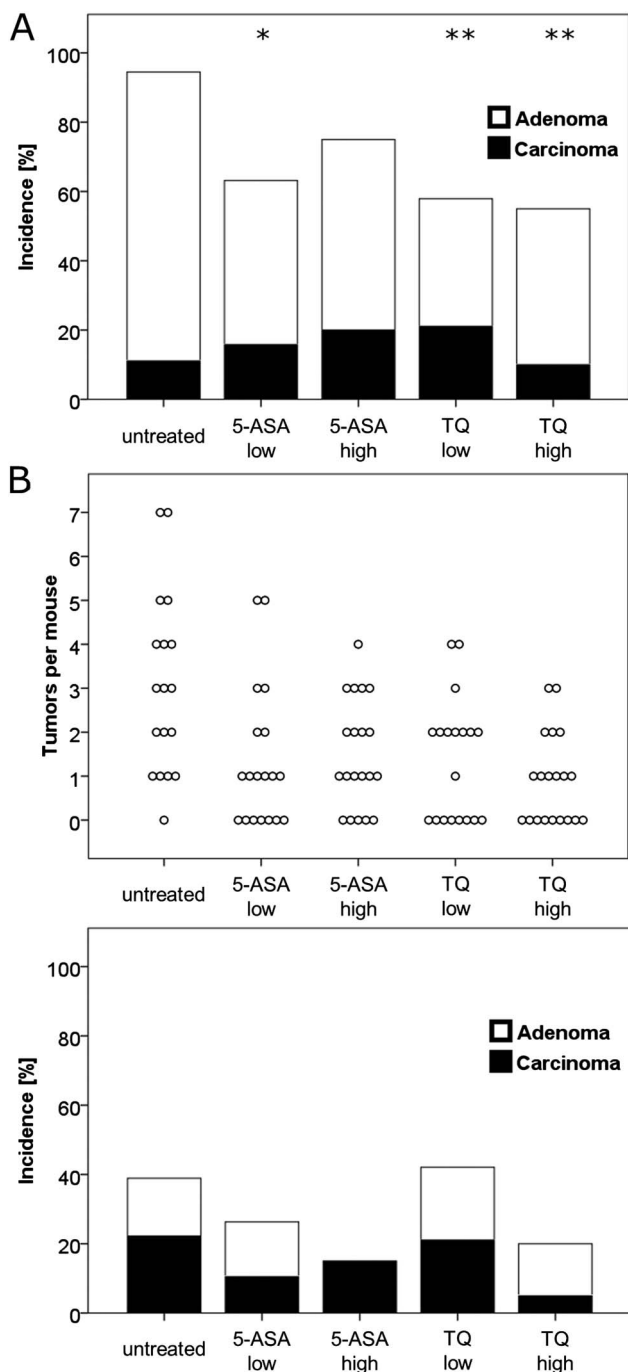 A
* ** **
100
80
60
40
20
0
Incidence [%]
Adenoma
Carcinoma
untreated 5-ASA low 5-ASA high TQ low TQ high
B
7
6
5
4
3
2
1
0
Tumors per mouse
untreated 5-ASA low 5-ASA high TQ low TQ high
100
80
60
40
20
0
Incidence [%]
Adenoma
Carcinoma
untreated 5-ASA low 5-ASA high TQ low TQ high